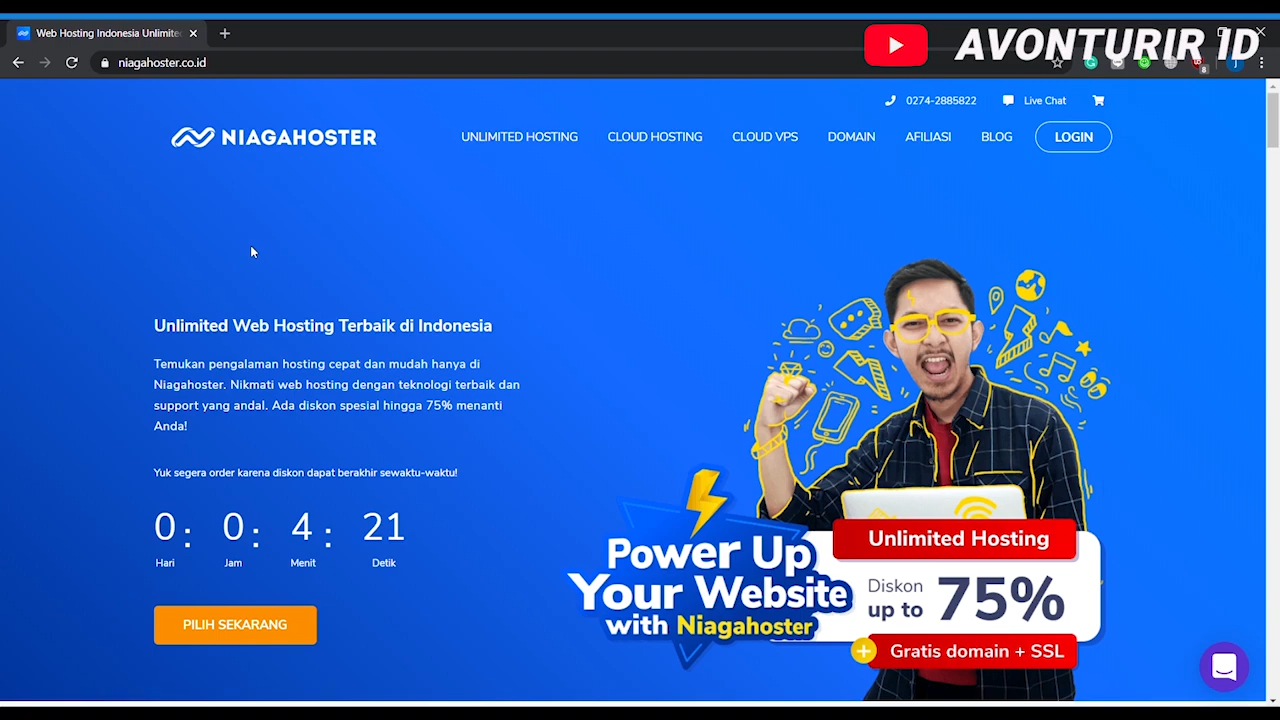 Web Hosting Indonesia Unlimite
AVONTURIR ID
niagahoster.co.id
8
0274-2885822
Live Chat
NIAGAHOSTER
UNLIMITED HOSTING
CLOUD HOSTING
CLOUD VPS
DOMAIN
AFILIASI
BLOG
LOGIN
Unlimited Web Hosting Terbaik di Indonesia
Temukan pengalaman hosting cepat dan mudah hanya di
Niagahoster. Nikmati web hosting dengan teknologi terbaik dan
support yang andal. Ada diskon spesial hingga 75% menanti
Anda!
Yuk segera order karena diskon dapat berakhir sewaktu-waktu!
0 : 0 : 4 : 21
Hari Jam Menit Detik
PILIH SEKARANG
Power Up
Your Website
with Niagahoster
Unlimited Hosting
Diskon
up to 75%
+ Gratis domain + SSL